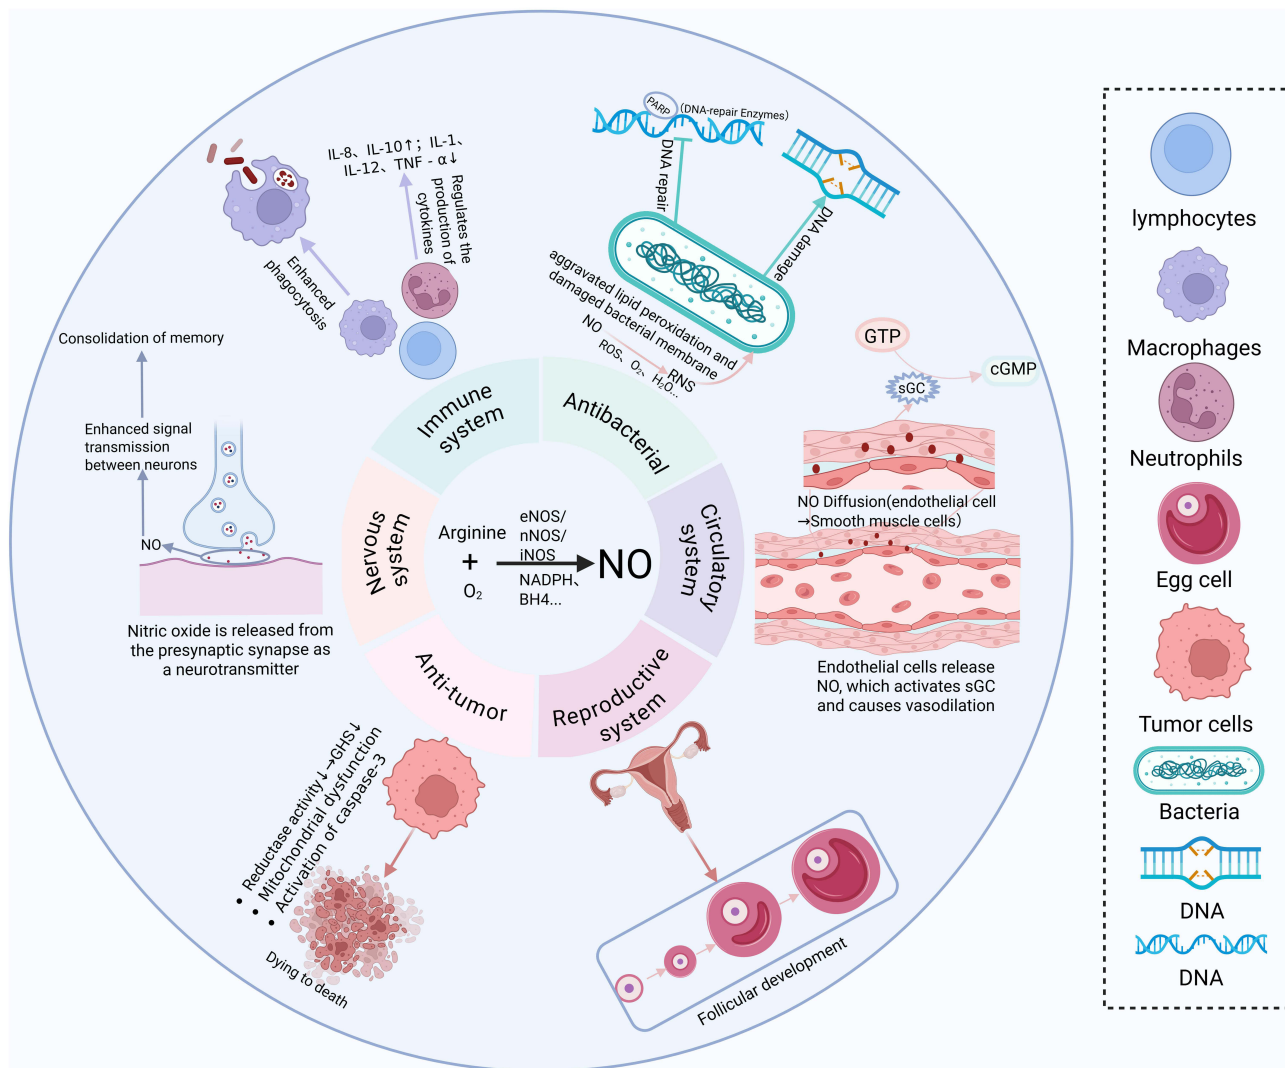 IL-8、IL-10↑; IL-1、
IL-12、TNF - α↓
Regulates the
production of
cytokines
Enhanced
phagocytosis
PARP
(DNA-repair Enzymes)
DNA repair
DNA damage
aggravated lipid peroxidation and
damaged bacterial membrane
NO
RNS
ROS、O₂、H₂O...
GTP
sGC
cGMP
NO Diffusion(endothelial cell
→Smooth muscle cells)
Endothelial cells release
NO, which activates sGC
and causes vasodilation
Consolidation of memory
Enhanced signal
transmission
between neurons
NO
Nitric oxide is released from
the presynaptic synapse as
a neurotransmitter
Immune
system
Antibacterial
Circulatory
system
Reproductive
system
Anti-tumor
Nervous
system
Arginine
+
O₂
eNOS/
nNOS/
iNOS
NADPH、
BH4...
NO
• Reductase activity↓→GHS↓
• Mitochondrial dysfunction
• Activation of caspase-3
Dying to death
Follicular development
lymphocytes
Macrophages
Neutrophils
Egg cell
Tumor cells
Bacteria
DNA
DNA